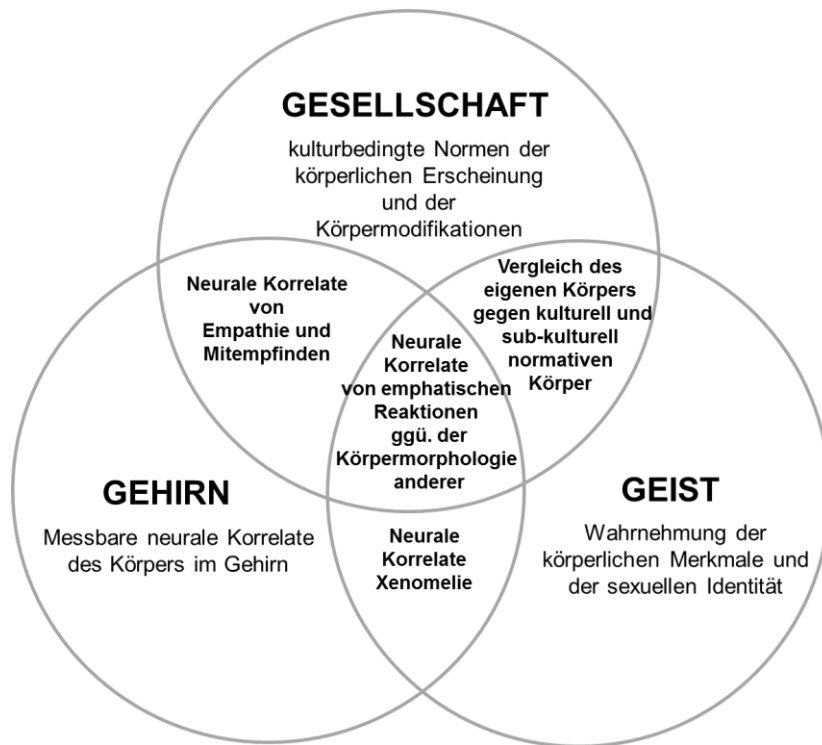 GESELLSCHAFT
kulturbedingte Normen der
körperlichen Erscheinung
und der
Körpermodifikationen
Neurale Korrelate
von
Empathie und
Mitempfinden
Vergleich des
eigenen Körpers
gegen kulturell und
sub-kulturell
normativen
Körper
Neurale
Korrelate
von emphatischen
Reaktionen
ggü. der
Körpermorphologie
anderer
GEHIRN
Messbare neurale Korrelate
des Körpers im Gehirn
Neurale
Korrelate
Xenomelie
GEIST
Wahrnehmung der
körperlichen Merkmale und
der sexuellen Identität